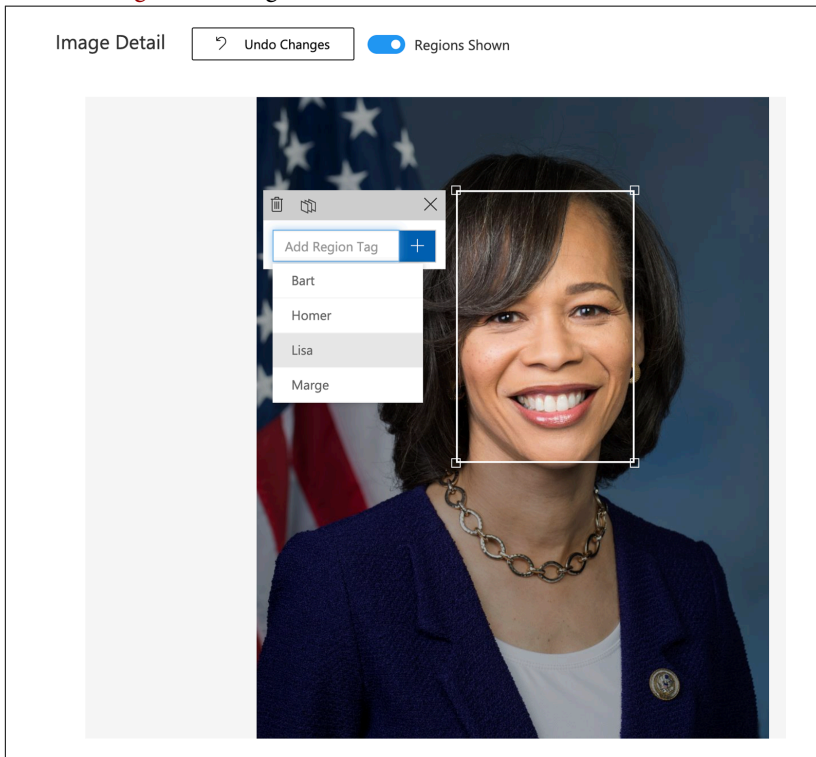 Image Detail
Undo Changes
Regions Shown
Add Region Tag
Bart
Homer
Lisa
Marge